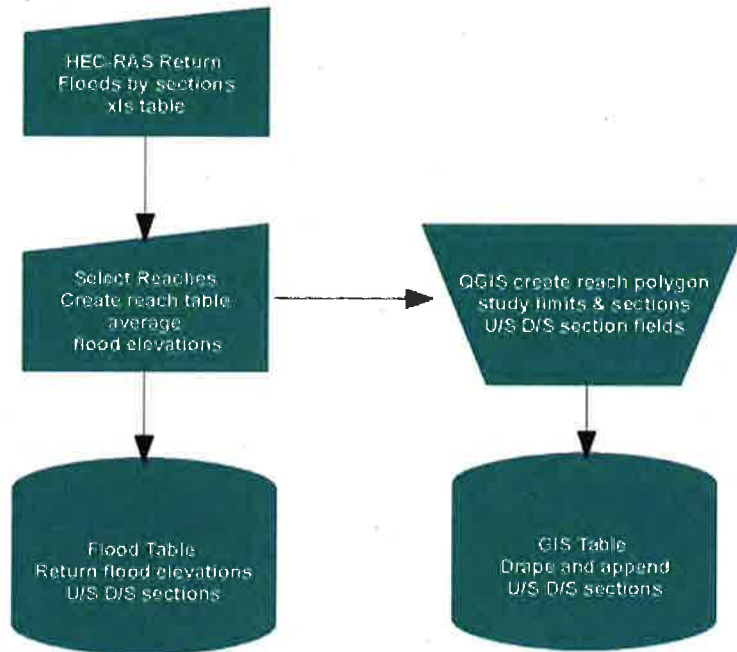 HEC-RAS Return
Floods by sections
xls table
Select Reaches
Create reach table
average
flood elevations
QGIS create reach polygon
study limits & sections
U/S D/S section fields
Flood Table
Return flood elevations
U/S D/S sections
GIS Table
Drape and append
U/S D/S sections